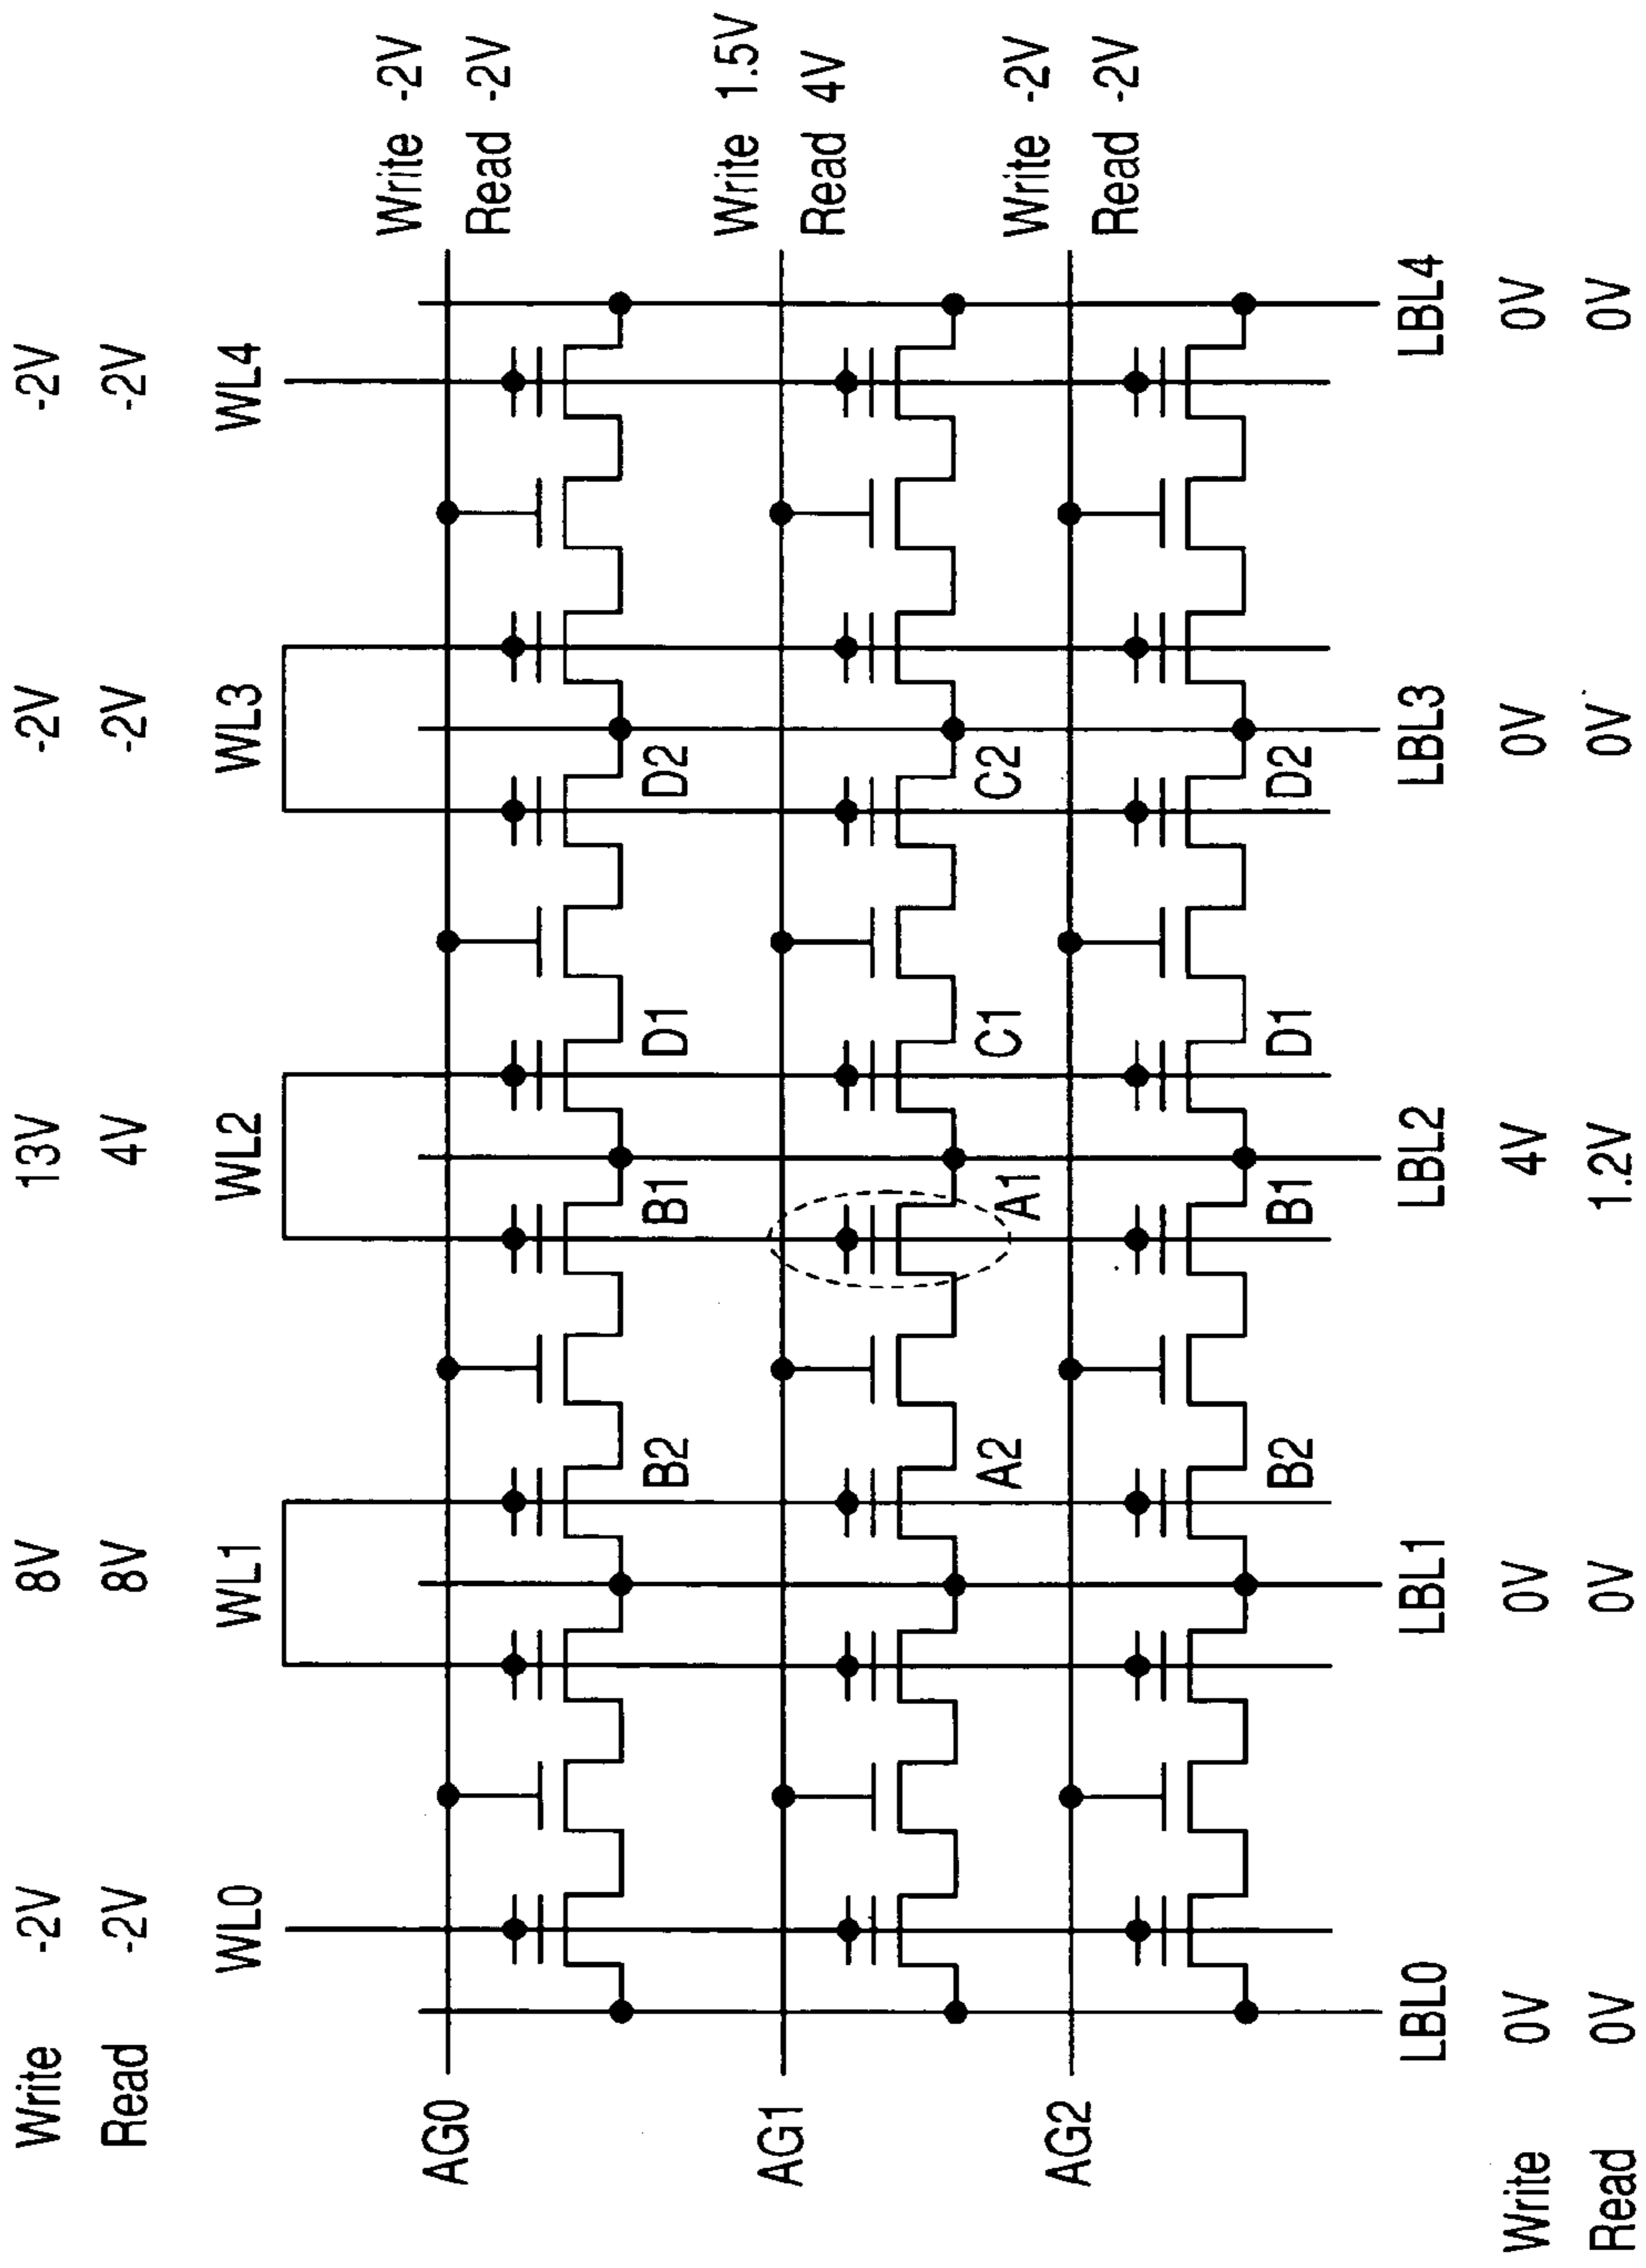 Write -2V 8V 13V -2V -2V
Read -2V 8V 4V -2V -2V
WL0 WL1 WL2 WL3 WL4
Write -2V
AG0
Read -2V
B2 B1 D1 D2
Write 1.5V
AG1
Read 4V
A2 A1 C1 C2
Write -2V
AG2
Read -2V
B2 B1 D1 D2
LBL0 LBL1 LBL2 LBL3 LBL4
Write 0V 0V 4V 0V 0V
Read 0V 0V 1.2V 0V 0V